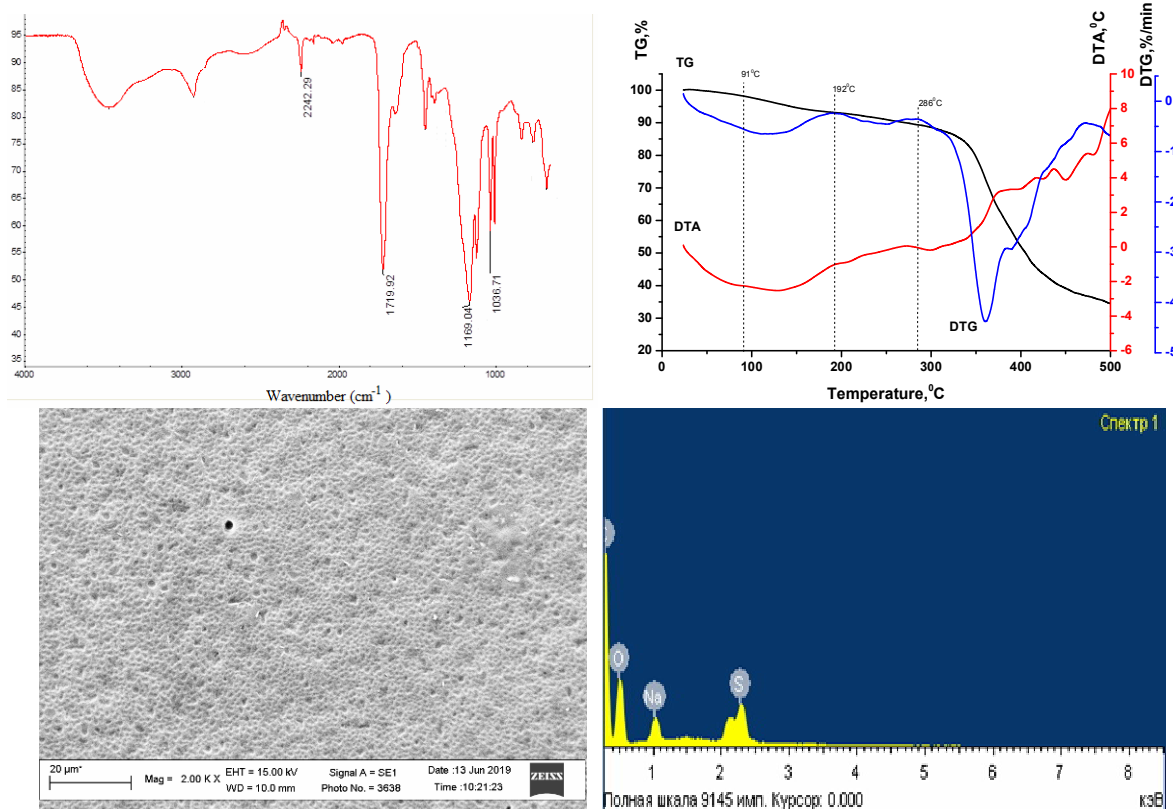 95
90
85
80
75
70
65
60
55
50
45
40
35
2242.29
1719.92
1169.04
1036.71
4000
3000
2000
1000
Wavenumber (cm-1 )
TG,%
DTA,0C
DTG,%/min
TG
DTA
DTG
91°C
192°C
286°C
100
90
80
70
60
50
40
30
20
10
8
6
4
2
0
-2
-4
-6
0
-1
-2
-3
-4
-5
0
100
200
300
400
500
Temperature,0C
20 µm*
Mag = 2.00 K X
EHT = 15.00 kV
WD = 10.0 mm
Signal A = SE1
Photo No. = 3638
Date :13 Jun 2019
Time :10:21:23
ZEISS
Спектр 1
O
Na
S
1 2 3 4 5 6 7 8
Полная шкала 9145 имп. Курсор: 0.000
кэВ